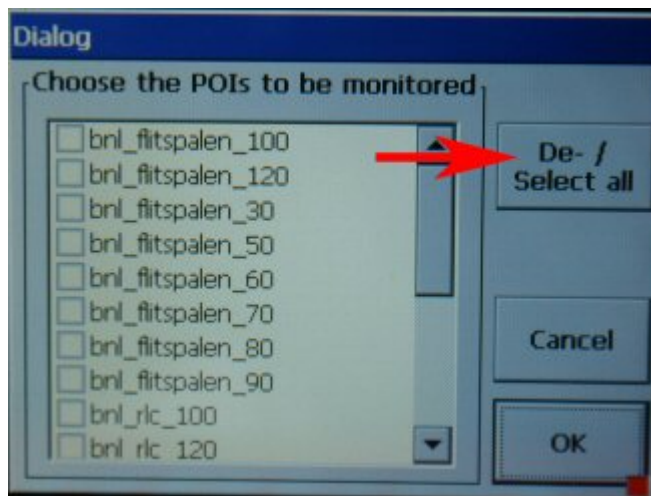 Dialog
Choose the POIs to be monitored
bnl_flitspalen_100
bnl_flitspalen_120
bnl_flitspalen_30
bnl_flitspalen_50
bnl_flitspalen_60
bnl_flitspalen_70
bnl_flitspalen_80
bnl_flitspalen_90
bnl_rlc_100
bnl_rlc_120
De- /
Select all
Cancel
OK